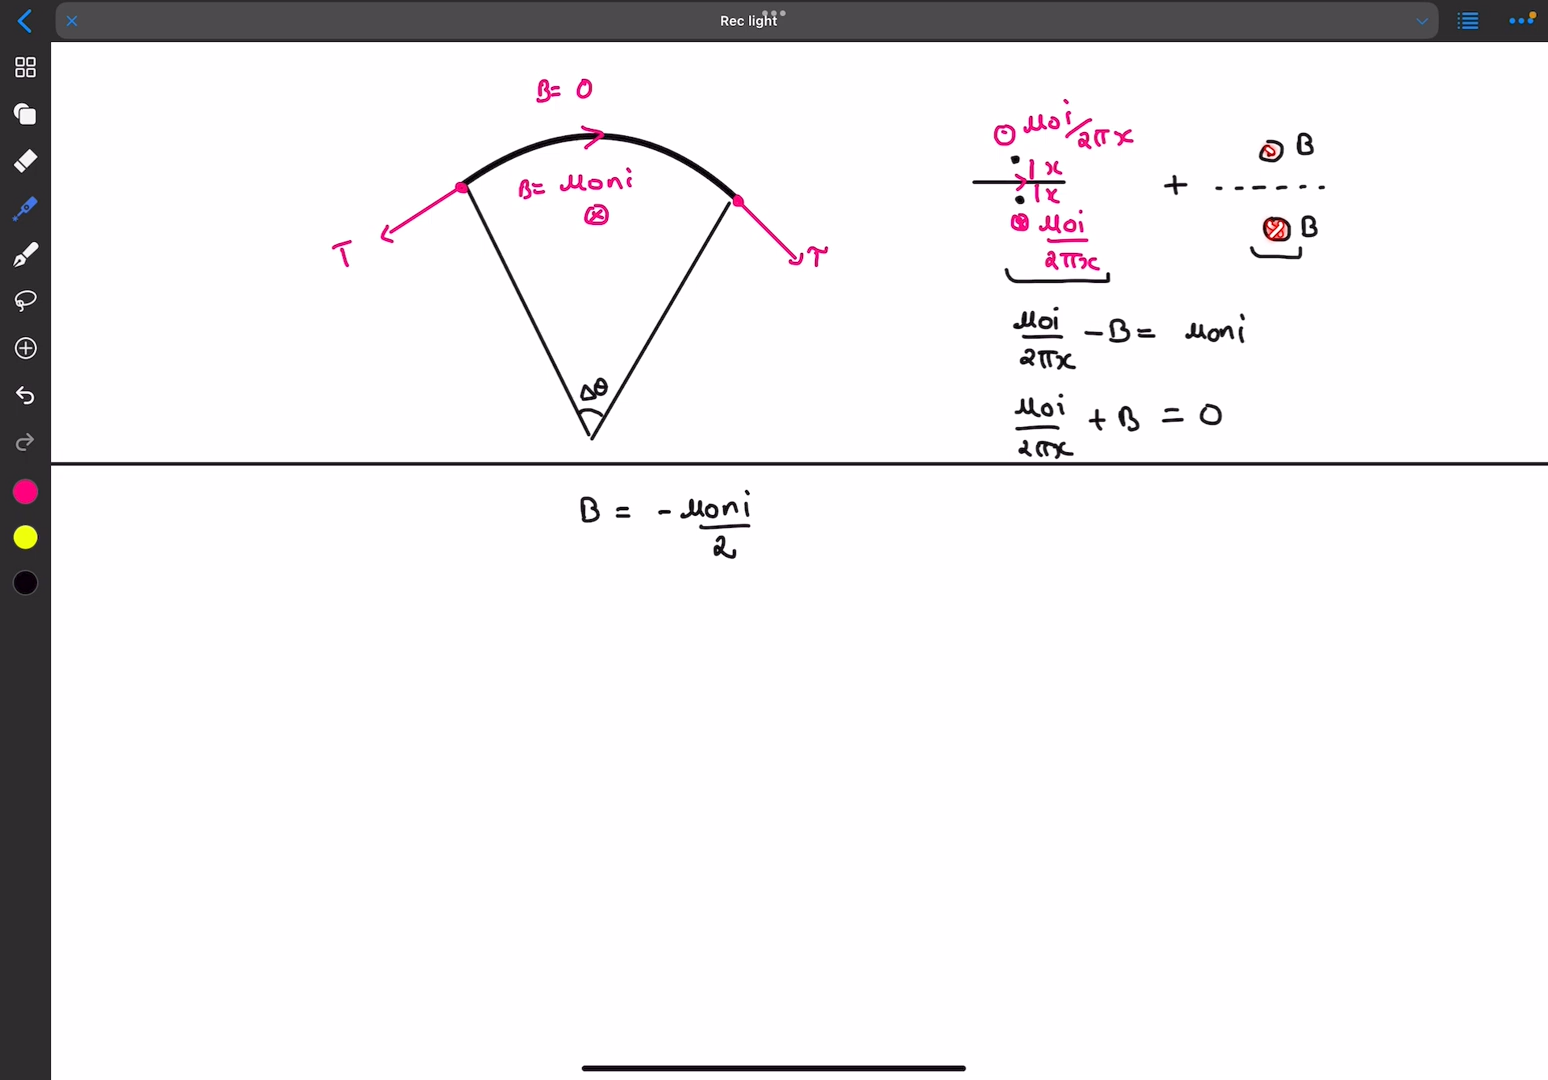 Rec light
B = 0
B = μ₀ni
⊗
T
T
Δθ
⊙ μ₀i/2πx
x
x
⊗ μ₀i/2πx
+
B
B
μ₀i/2πx - B = μ₀ni
μ₀i/2πx + B = 0
B = - μ₀ni/2